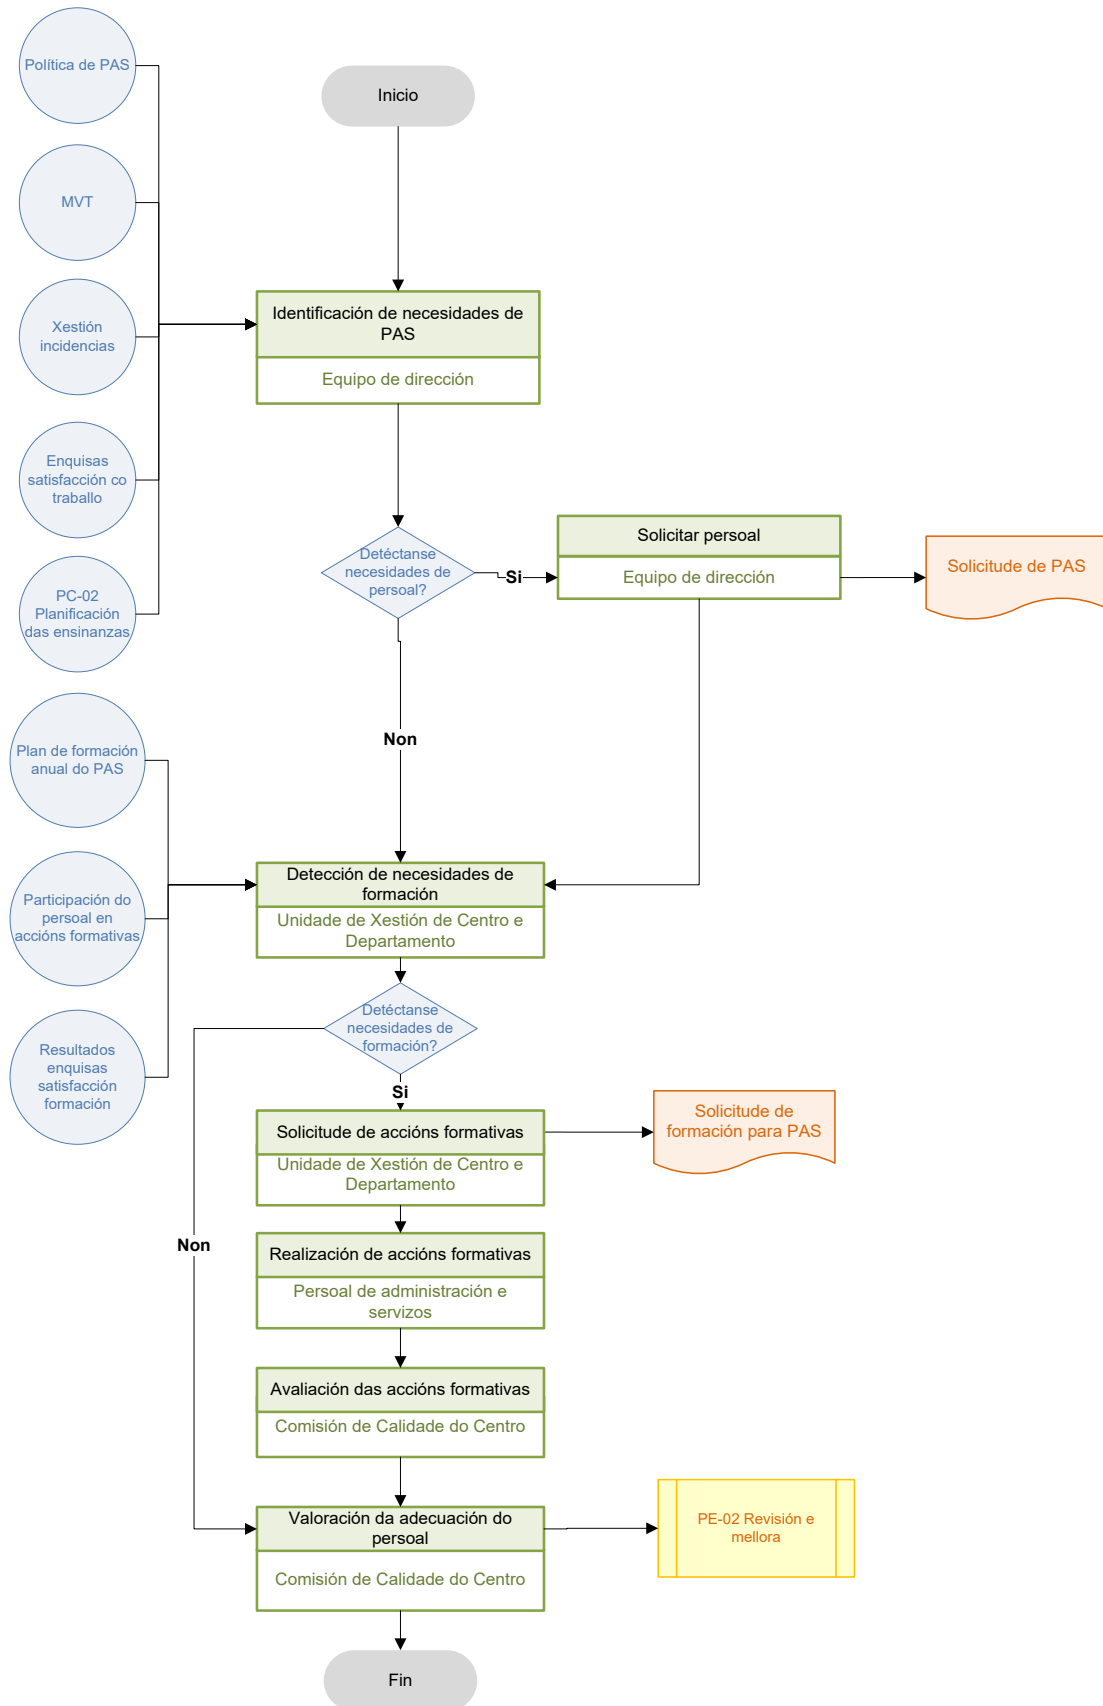 Política de PAS
Inicio
MVT
Xestión
incidencias
Identificación de necesidades de
PAS
Equipo de dirección
Enquisas
satisfacción co
traballo
PC-02
Planificación
das ensinanzas
Detéctanse
necesidades de
persoal?
Si
Solicitar persoal
Equipo de dirección
Solicitude de PAS
Non
Plan de formación
anual do PAS
Participación do
persoal en
accións formativas
Resultados
enquisas
satisfacción
formación
Detección de necesidades de
formación
Unidade de Xestión de Centro e
Departamento
Detéctanse
necesidades de
formación?
Si
Solicitude de accións formativas
Unidade de Xestión de Centro e
Departamento
Solicitude de
formación para PAS
Non
Realización de accións formativas
Persoal de administración e
servizos
Avaliación das accións formativas
Comisión de Calidade do Centro
Valoración da adecuación do
persoal
Comisión de Calidade do Centro
PE-02 Revisión e
mellora
Fin